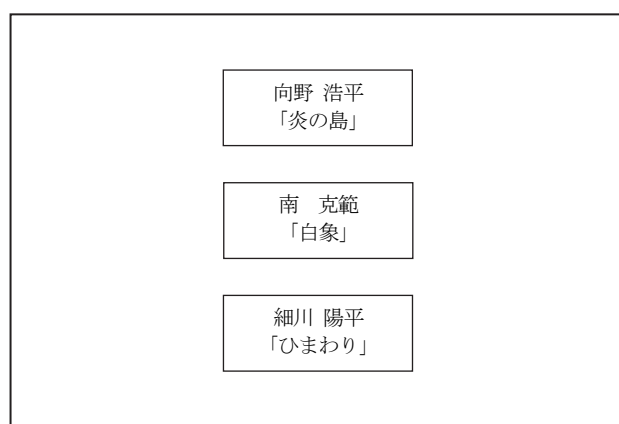 向野 浩平
「炎の島」
南　克範
「白象」
細川 陽平
「ひまわり」